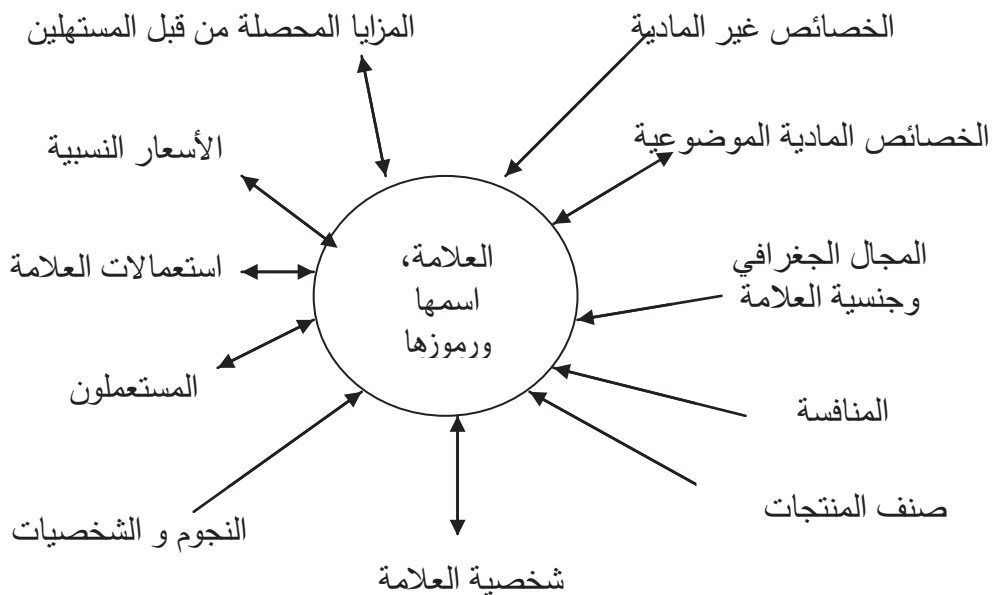 الخصائص غير المادية
المزايا المحصلة من قبل المستهلين
الخصائص المادية الموضوعية
الأسعار النسبية
المجال الجغرافي
وجنسية العلامة
العلامة،
اسمها
ورموزها
استعمالات العلامة
المستعملون
المنافسة
صنف المنتجات
النجوم و الشخصيات
شخصية العلامة